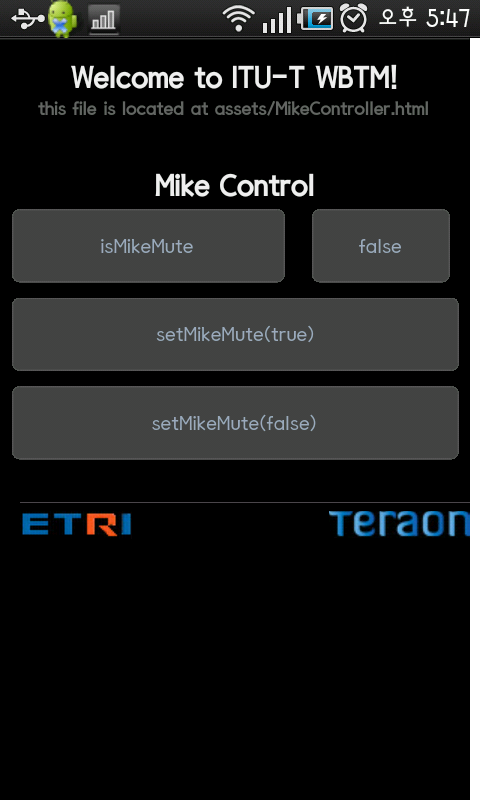 오후 5:47
Welcome to ITU-T WBTM!
this file is located at assets/MikeController.html
Mike Control
isMikeMute false
setMikeMute(true)
setMikeMute(false)
ETRI Teraon